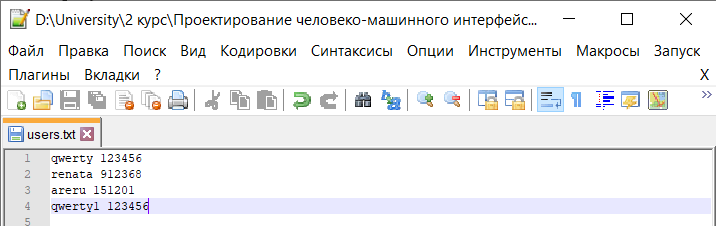 D:\University\2 курс\Проектирование человеко-машинного интерфейс...
Файл Правка Поиск Вид Кодировки Синтаксисы Опции Инструменты Макросы Запуск
Плагины Вкладки ? X
users.txt
1 qwerty 123456
2 renata 912368
3 areru 151201
4 qwerty1 123456
5